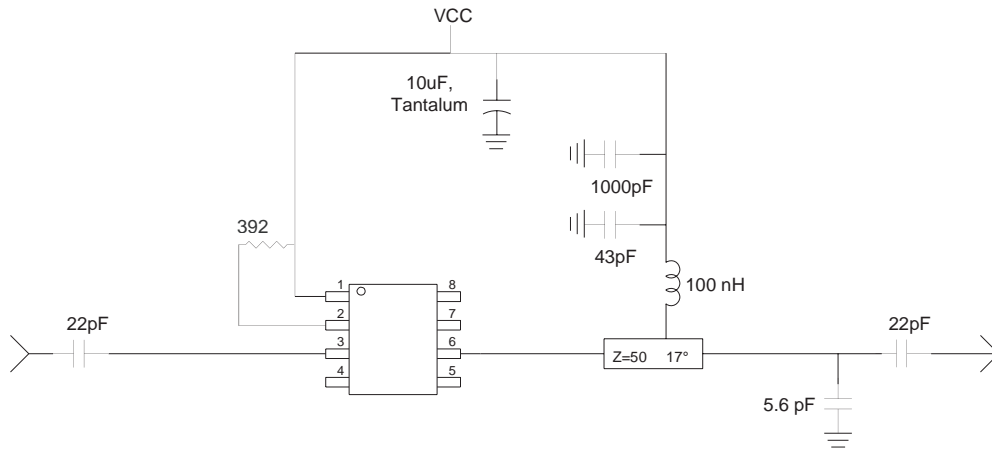 VCC
10uF,
Tantalum
1000pF
392
43pF
100 nH
1
8
2
7
22pF
3
6
Z=50 17°
22pF
4
5
5.6 pF